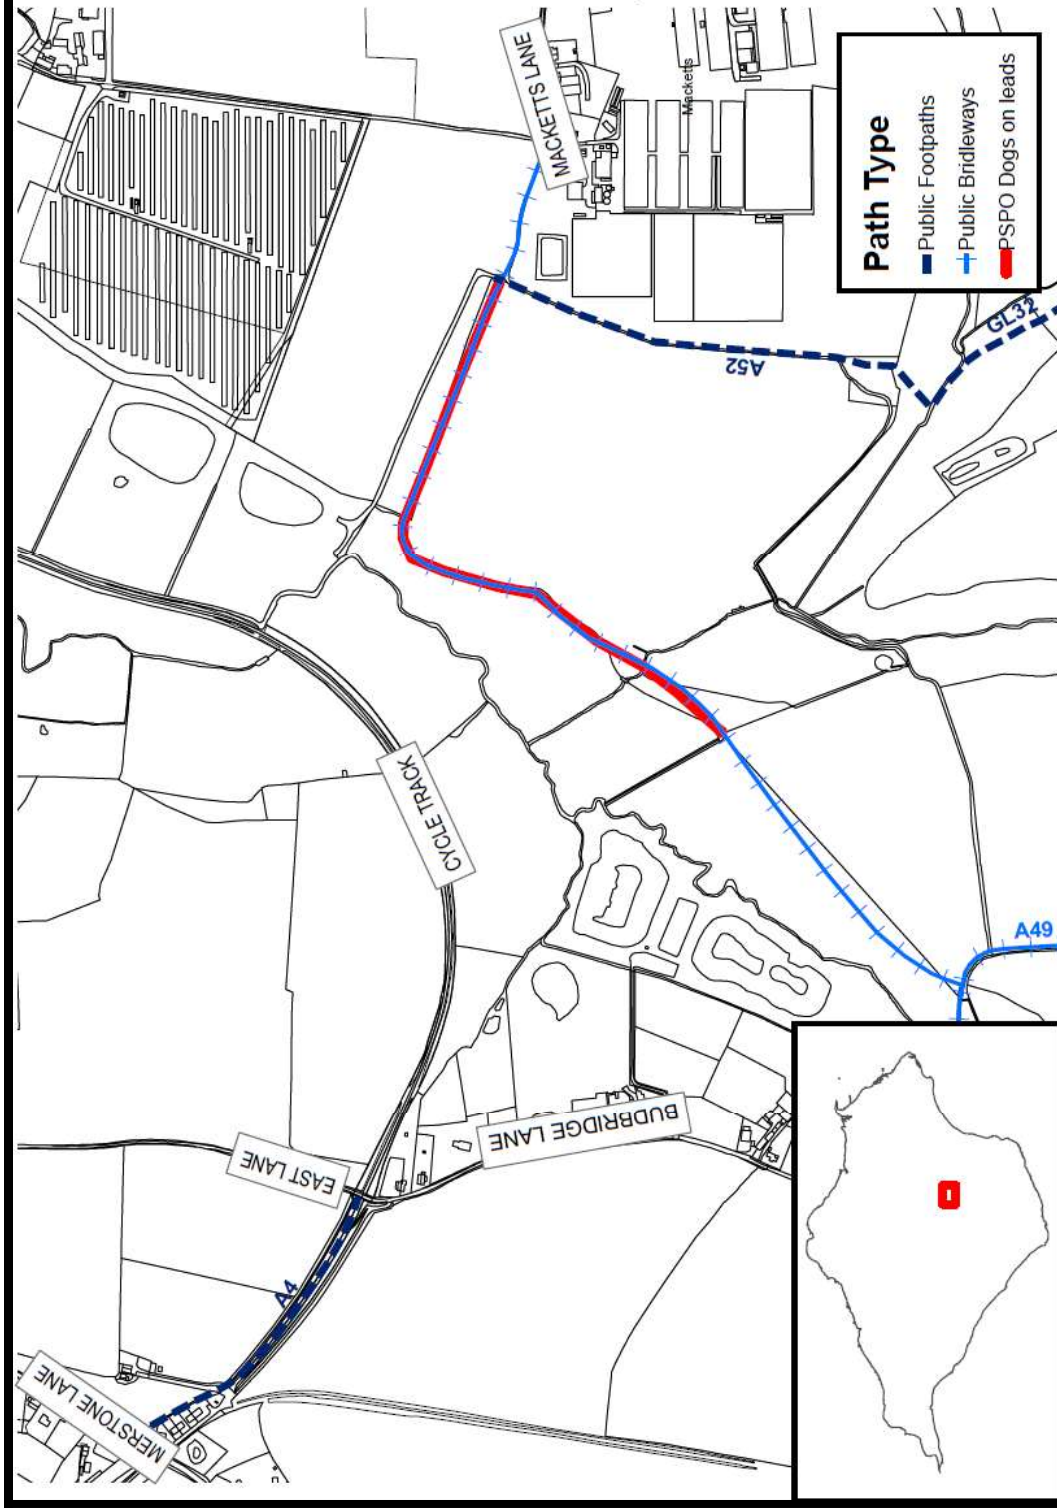 MACKETTS LANE
Macketts
Path Type
Public Footpaths
Public Bridleways
PSPO Dogs on leads
GL32
A52
CYCLE TRACK
A49
BUDBRIDGE LANE
EAST LANE
A4
MERSTONE LANE